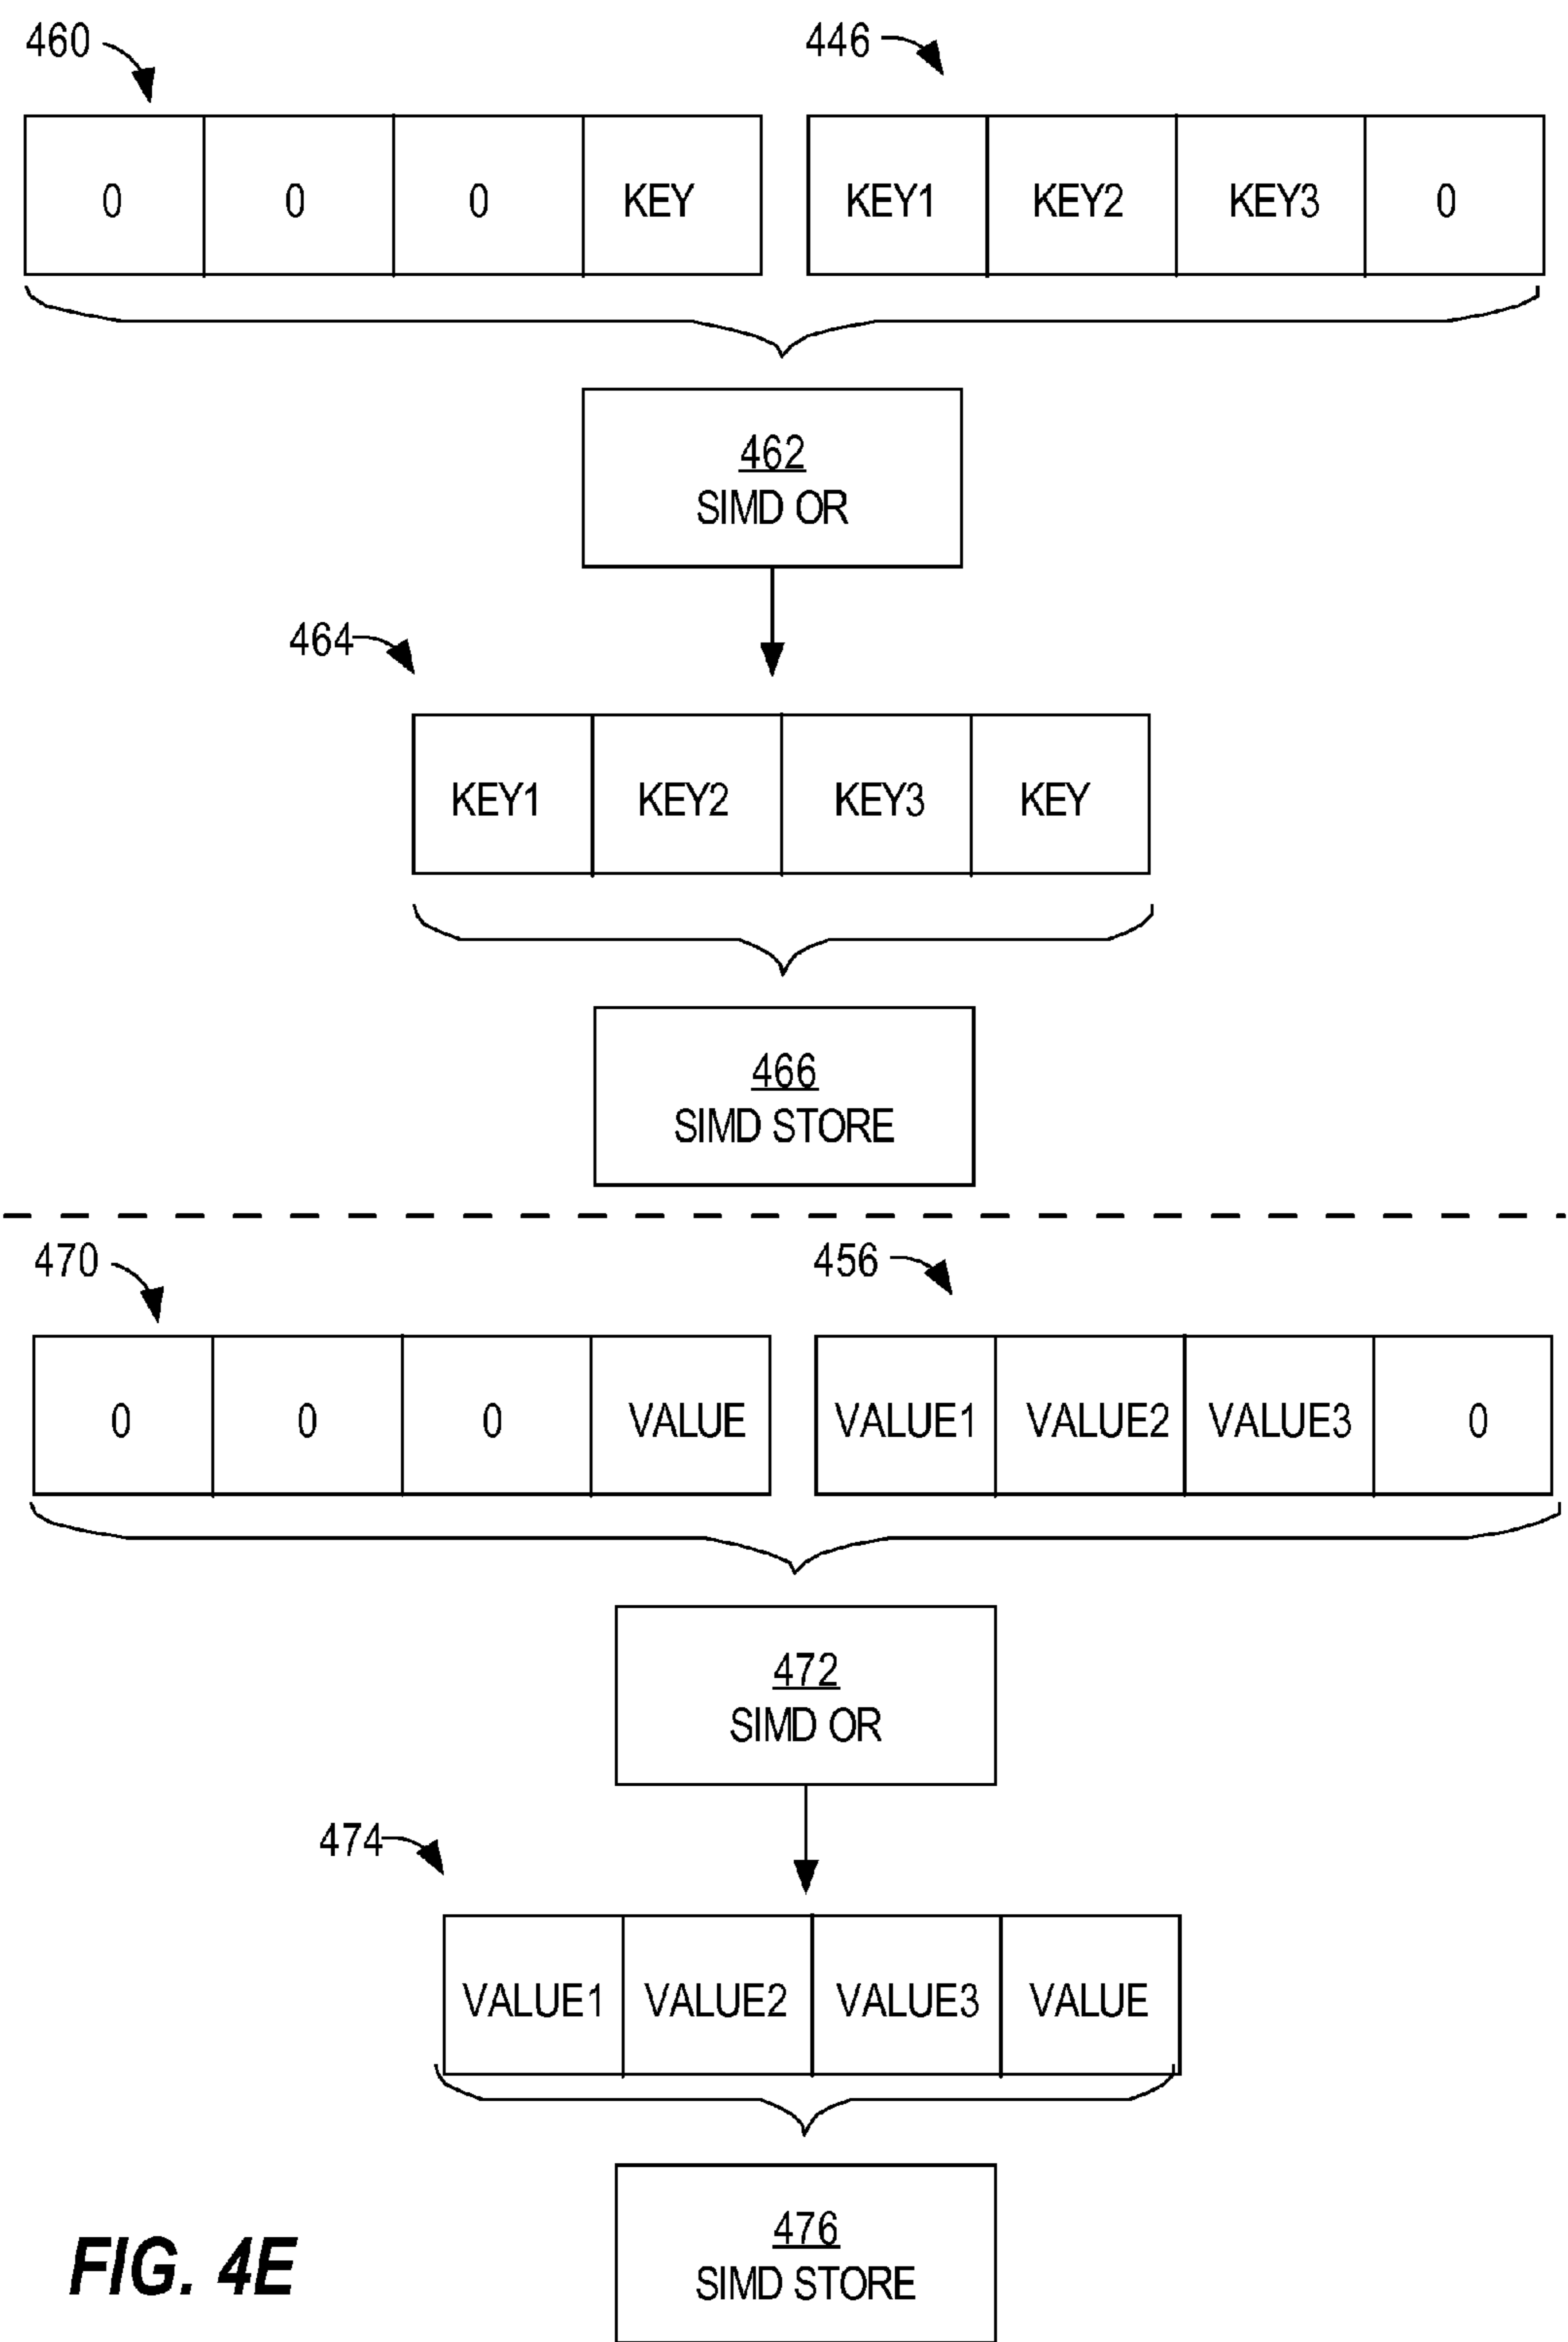 460 446
0 0 0 KEY KEY1 KEY2 KEY3 0
462
SIMD OR
464
KEY1 KEY2 KEY3 KEY
466
SIMD STORE
470 456
0 0 0 VALUE VALUE1 VALUE2 VALUE3 0
472
SIMD OR
474
VALUE1 VALUE2 VALUE3 VALUE
476
SIMD STORE
FIG. 4E